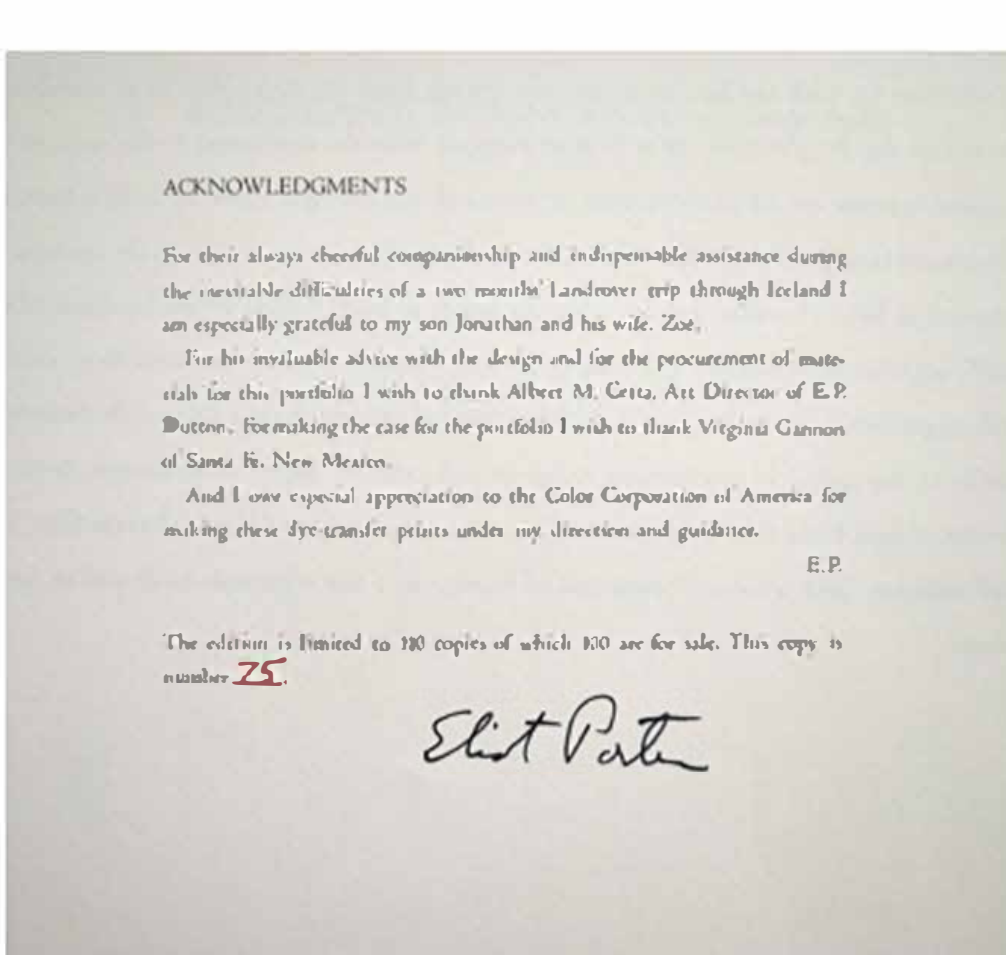 ACKNOWLEDGMENTS
For their always cheerful companionship and indispensable assistance during
the inevitable difficulties of a two months' Landrover trip through Iceland I
am especially grateful to my son Jonathan and his wife, Zoë.
For his invaluable advice with the design and for the procurement of mate-
rials for this portfolio I wish to thank Albert M. Cetta, Art Director of E.P.
Dutton. For making the case for the portfolio I wish to thank Virginia Gannon
of Santa Fe, New Mexico.
And I owe especial appreciation to the Color Corporation of America for
making these dye-transfer prints under my direction and guidance.
E.P.
The edition is limited to copies of which are for sale. This copy is
number 75.
Eliot Porter